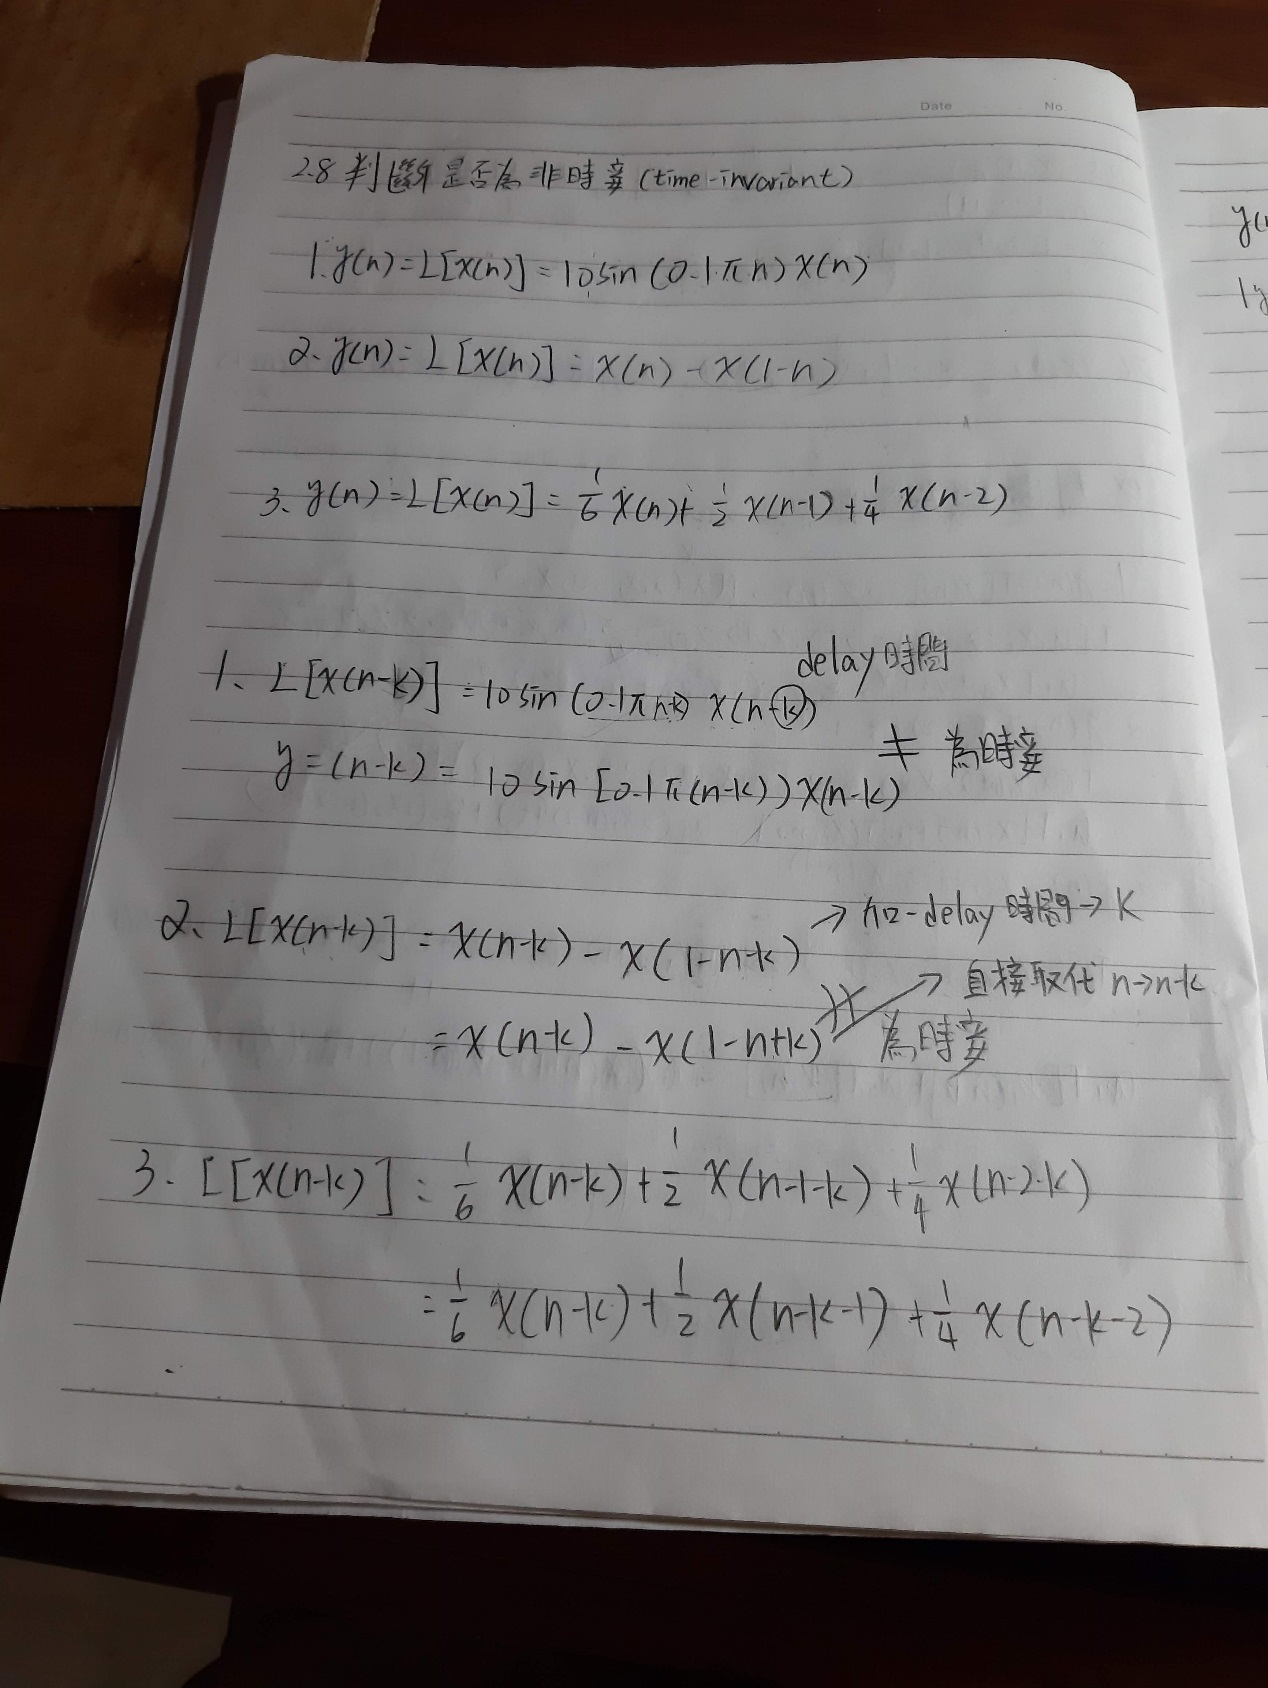 Date No.
2.8 判斷是否為非時變(time-invariant)
1. y(n)=L[x(n)]=10sin(0.1πn)x(n)
2. y(n)=L[x(n)]=x(n)-x(1-n)
3. y(n)=L[x(n)]=1/6 x(n)+1/2 x(n-1)+1/4 x(n-2)
delay時間
1. L[x(n-k)]=10sin(0.1πn x(n-k)
≠ 為時變
y=(n-k)=10sin[0.1π(n-k))x(n-k)
→加一delay時間→K
2. L[x(n-k)]=x(n-k)-x(1-n-k)
→直接取代n→n-k
=x(n-k)-x(1-n+k) 為時變
3. L[x(n-k)]=1/6 x(n-k)+1/2 x(n-1-k)+1/4 x(n-2-k)
=1/6 x(n-k)+1/2 x(n-k-1)+1/4 x(n-k-2)
y(
1y